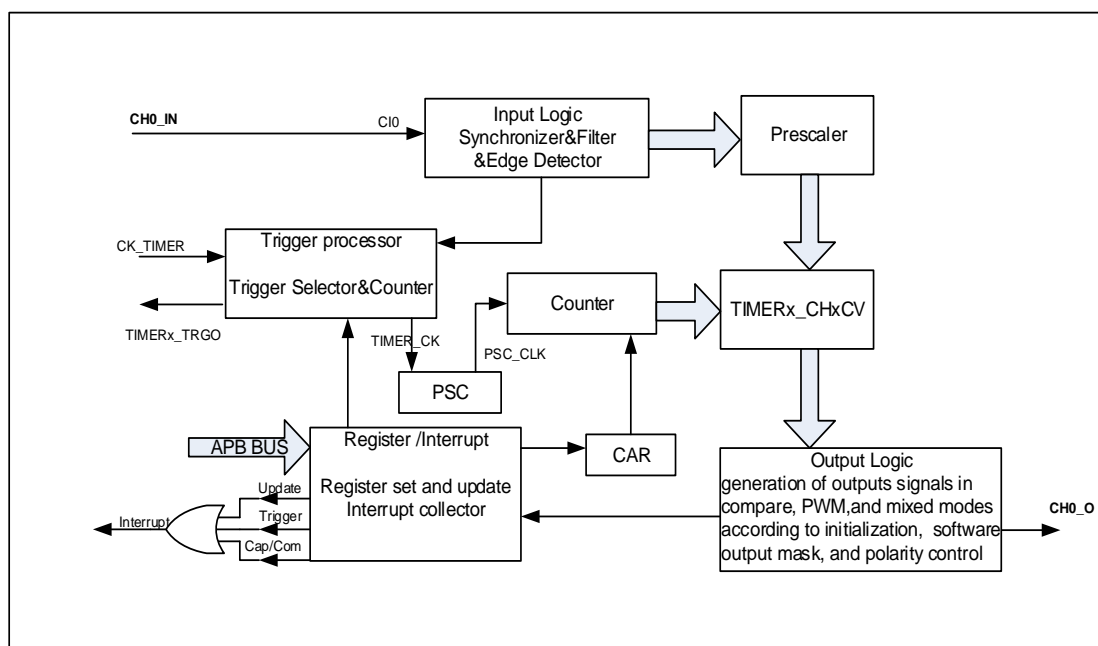 CH0_IN
CI0
Input Logic
Synchronizer&Filter
&Edge Detector
Prescaler
CK_TIMER
Trigger processor
Trigger Selector&Counter
TIMERx_TRGO
TIMER_CK
PSC
PSC_CLK
Counter
TIMERx_CHxCV
APB BUS
Register /Interrupt
Register set and update
Interrupt collector
CAR
Update
Trigger
Cap/Com
Interrupt
Output Logic
generation of outputs signals in
compare, PWM,and mixed modes
according to initialization, software
output mask, and polarity control
CH0_O